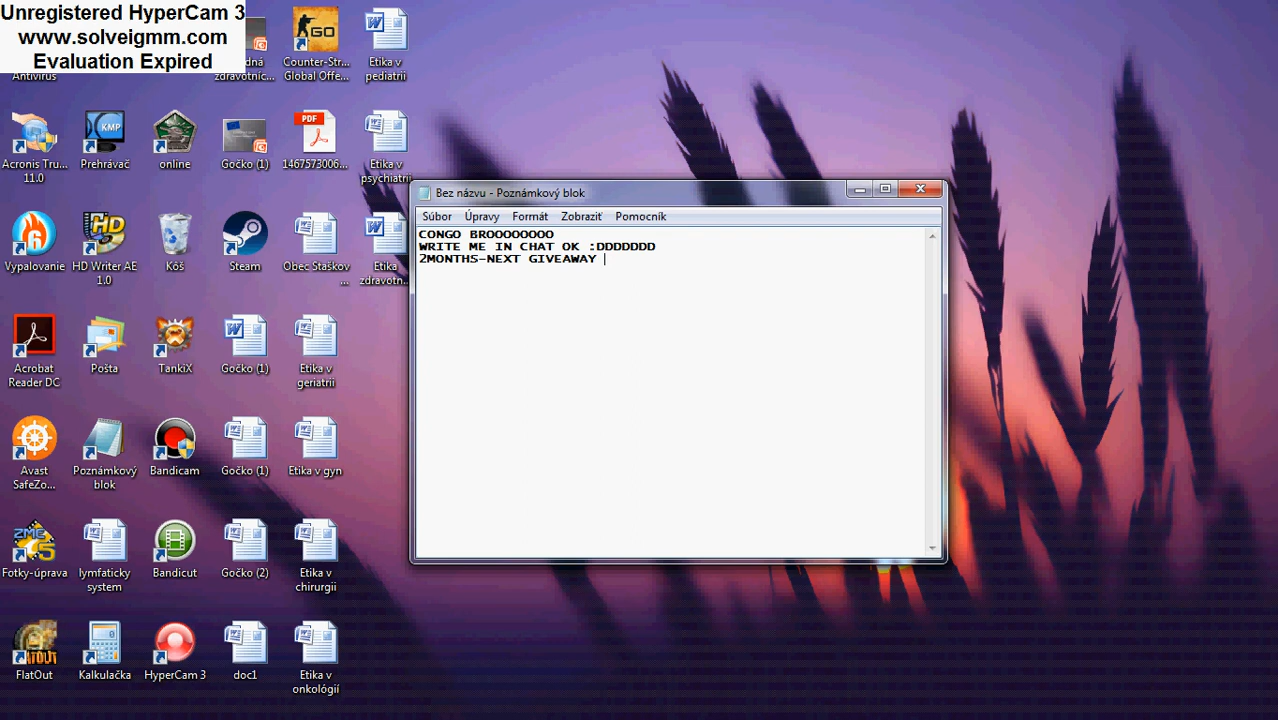 Unregistered HyperCam 3
www.solveigmm.com
Evaluation Expired
Antivirus
zdravotníc...
Counter-Str...
Global Offe...
Etika v
pediatrii
Acronis Tru...
11.0
Prehrávač
online
Gočko (1)
1467573006...
Etika v
psychiatrii
Vypalovanie
HD Writer AE
1.0
Kôš
Steam
Obec Staškov
...
Etika
zdravotn...
Acrobat
Reader DC
Pošta
TankiX
Gočko (1)
Etika v
geriatrii
Avast
SafeZo...
Poznámkový
blok
Bandicam
Gočko (1)
Etika v gyn
Fotky-úprava
lymfaticky
system
Bandicut
Gočko (2)
Etika v
chirurgii
FlatOut
Kalkulačka
HyperCam 3
doc1
Etika v
onkológií
Bez názvu - Poznámkový blok
Súbor Úpravy Formát Zobraziť Pomocník
CONGO BROOOOOOOO
WRITE ME IN CHAT OK :DDDDDDD
2MONTHS-NEXT GIVEAWAY